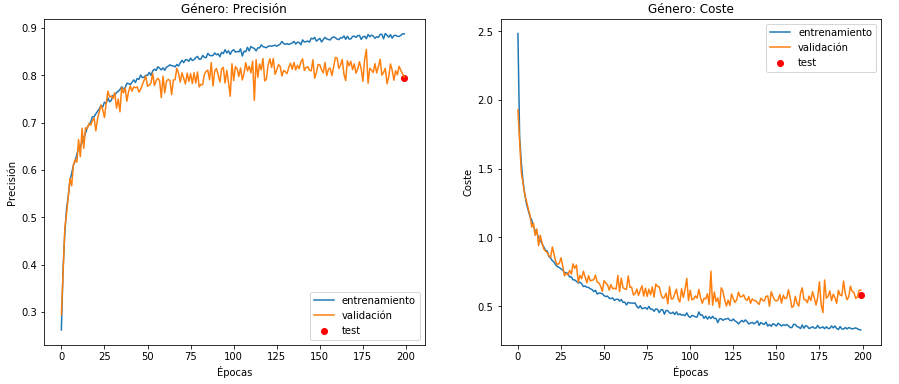 Género: Precisión
Precisión
0.9
0.8
0.7
0.6
0.5
0.4
0.3
0 25 50 75 100 125 150 175 200
Épocas
entrenamiento
validación
test
Género: Coste
Coste
2.5
2.0
1.5
1.0
0.5
0 25 50 75 100 125 150 175 200
Épocas
entrenamiento
validación
test